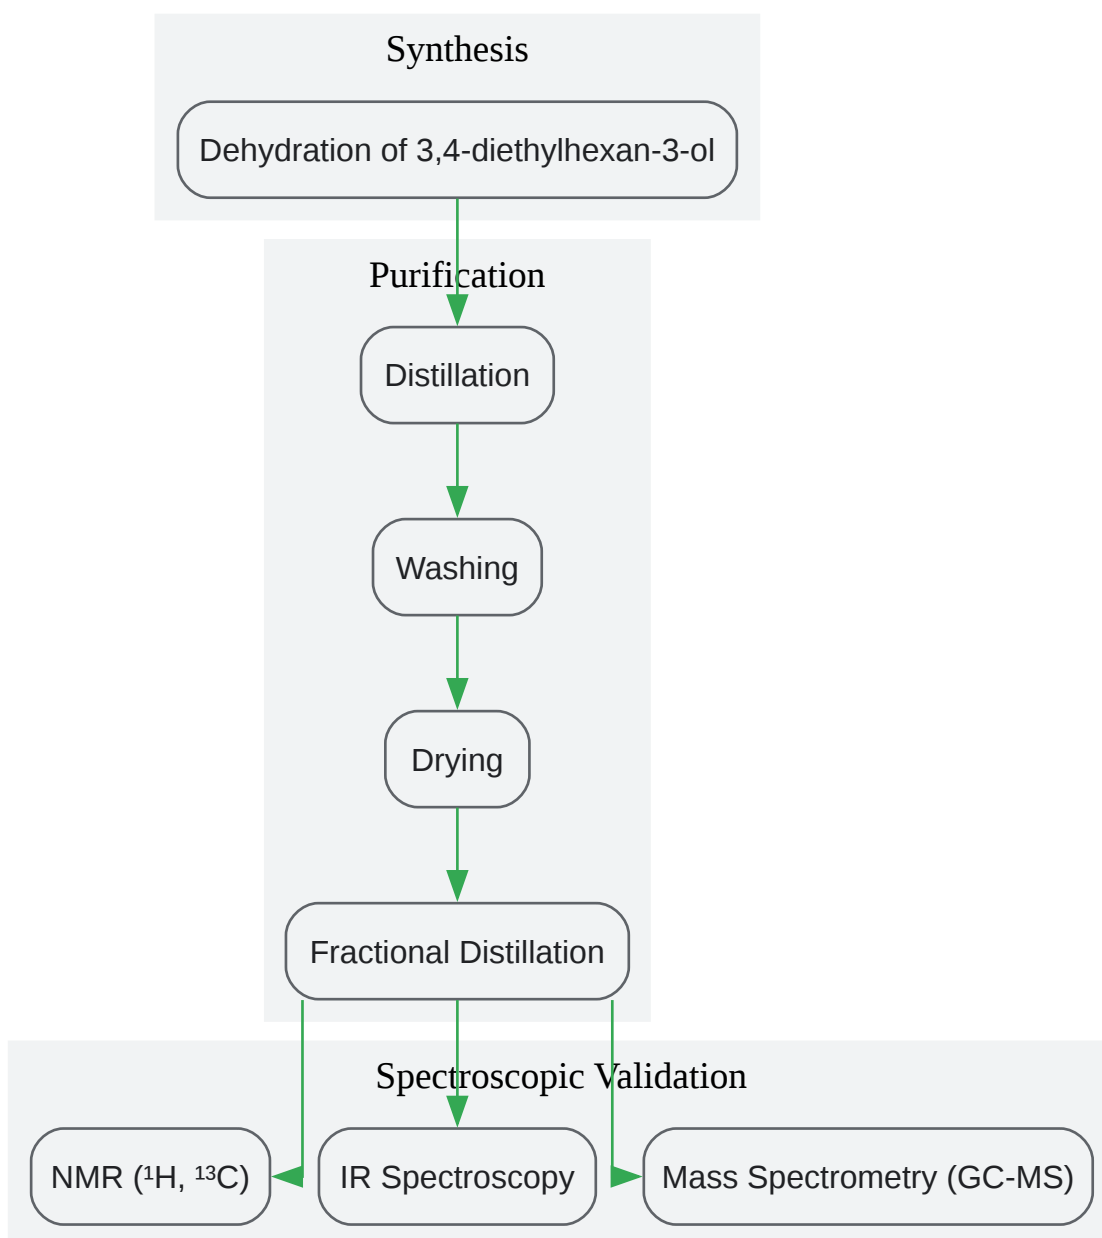 Synthesis
Dehydration of 3,4-diethylhexan-3-ol
Purification
Distillation
Washing
Drying
Fractional Distillation
Spectroscopic Validation
NMR (¹H, ¹³C)
IR Spectroscopy
Mass Spectrometry (GC-MS)